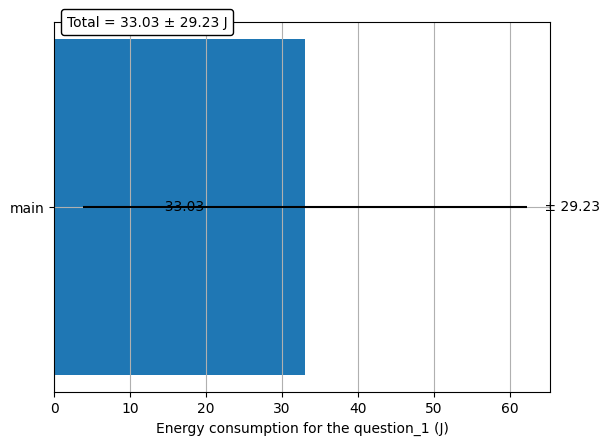 Total = 33.03 ± 29.23 J
main
33.03
± 29.23
0 10 20 30 40 50 60
Energy consumption for the question_1 (J)